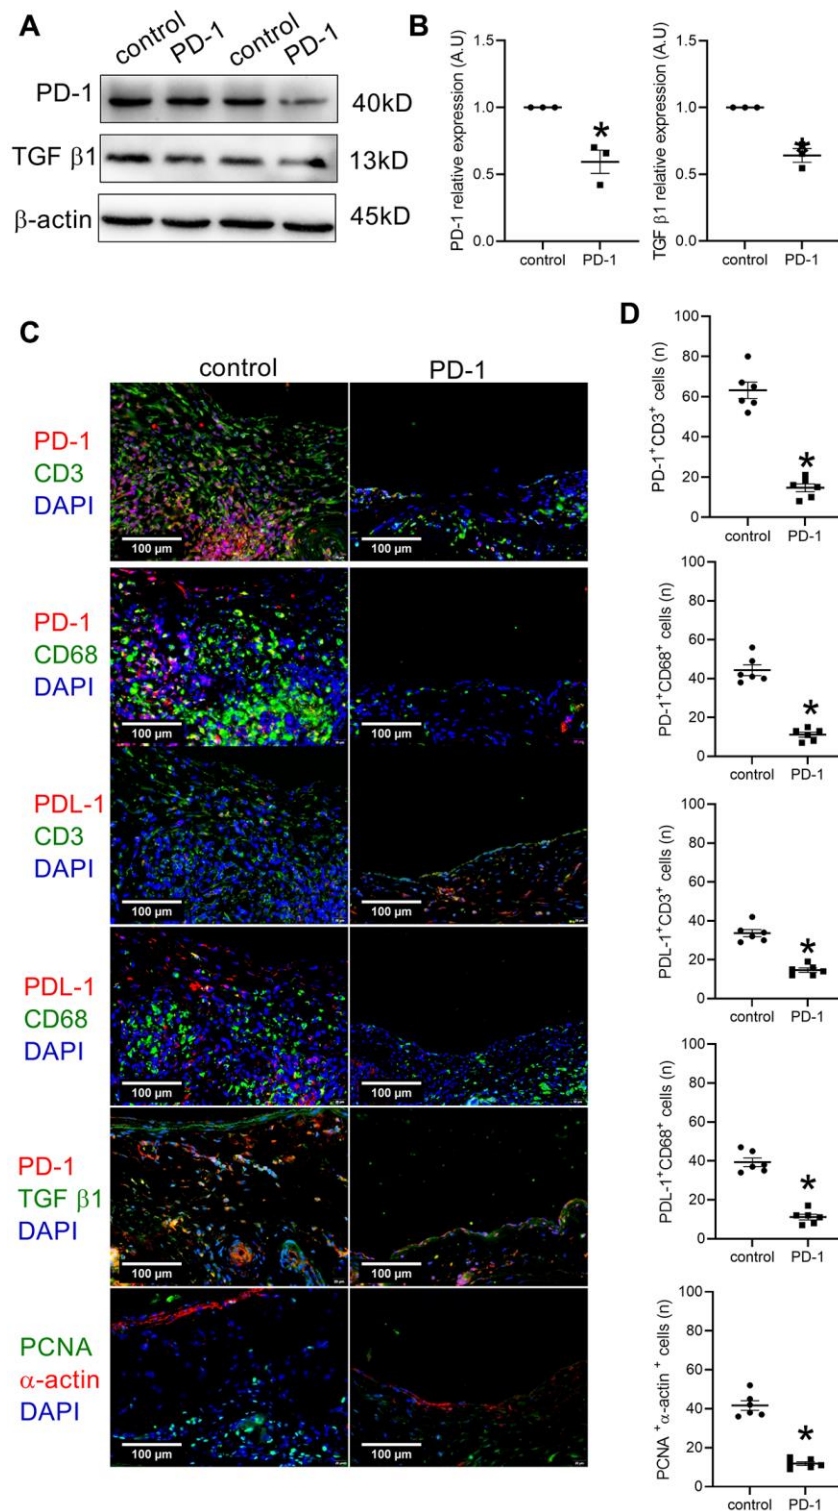 A
control PD-1 control PD-1
PD-1 40kD
TGF β1 13kD
β-actin 45kD
B
PD-1 relative expression (A.U)
1.5
1.0
0.5
0.0
*
control PD-1
TGF β1 relative expression (A.U)
1.5
1.0
0.5
0.0
*
control PD-1
C
control PD-1
PD-1
CD3
DAPI
100 µm 100 µm
PD-1
CD68
DAPI
100 µm 100 µm
PDL-1
CD3
DAPI
100 µm 100 µm
PDL-1
CD68
DAPI
100 µm 100 µm
PD-1
TGF β1
DAPI
100 µm 100 µm
PCNA
α-actin
DAPI
100 µm 100 µm
D
PD-1+CD3+ cells (n)
100
80
60
40
20
0
*
control PD-1
PD-1+CD68+ cells (n)
100
80
60
40
20
0
*
control PD-1
PDL-1+CD3+ cells (n)
100
80
60
40
20
0
*
control PD-1
PDL-1+CD68+ cells (n)
100
80
60
40
20
0
*
control PD-1
PCNA +α-actin + cells (n)
100
80
60
40
20
0
*
control PD-1